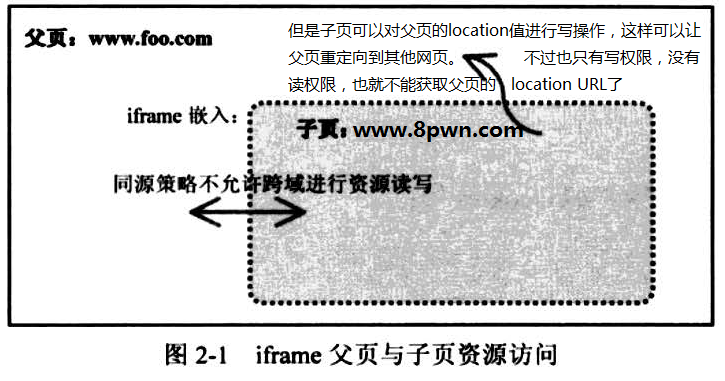 父页：www.foo.com
但是子页可以对父页的location值进行写操作，这样可以让
父页重定向到其他网页。 不过也只有写权限，没有
读权限，也就不能获取父页的 location URL了
iframe 嵌入：
子页：www.8pwn.com
同源策略不允许跨域进行资源读写
图 2-1 iframe 父页与子页资源访问